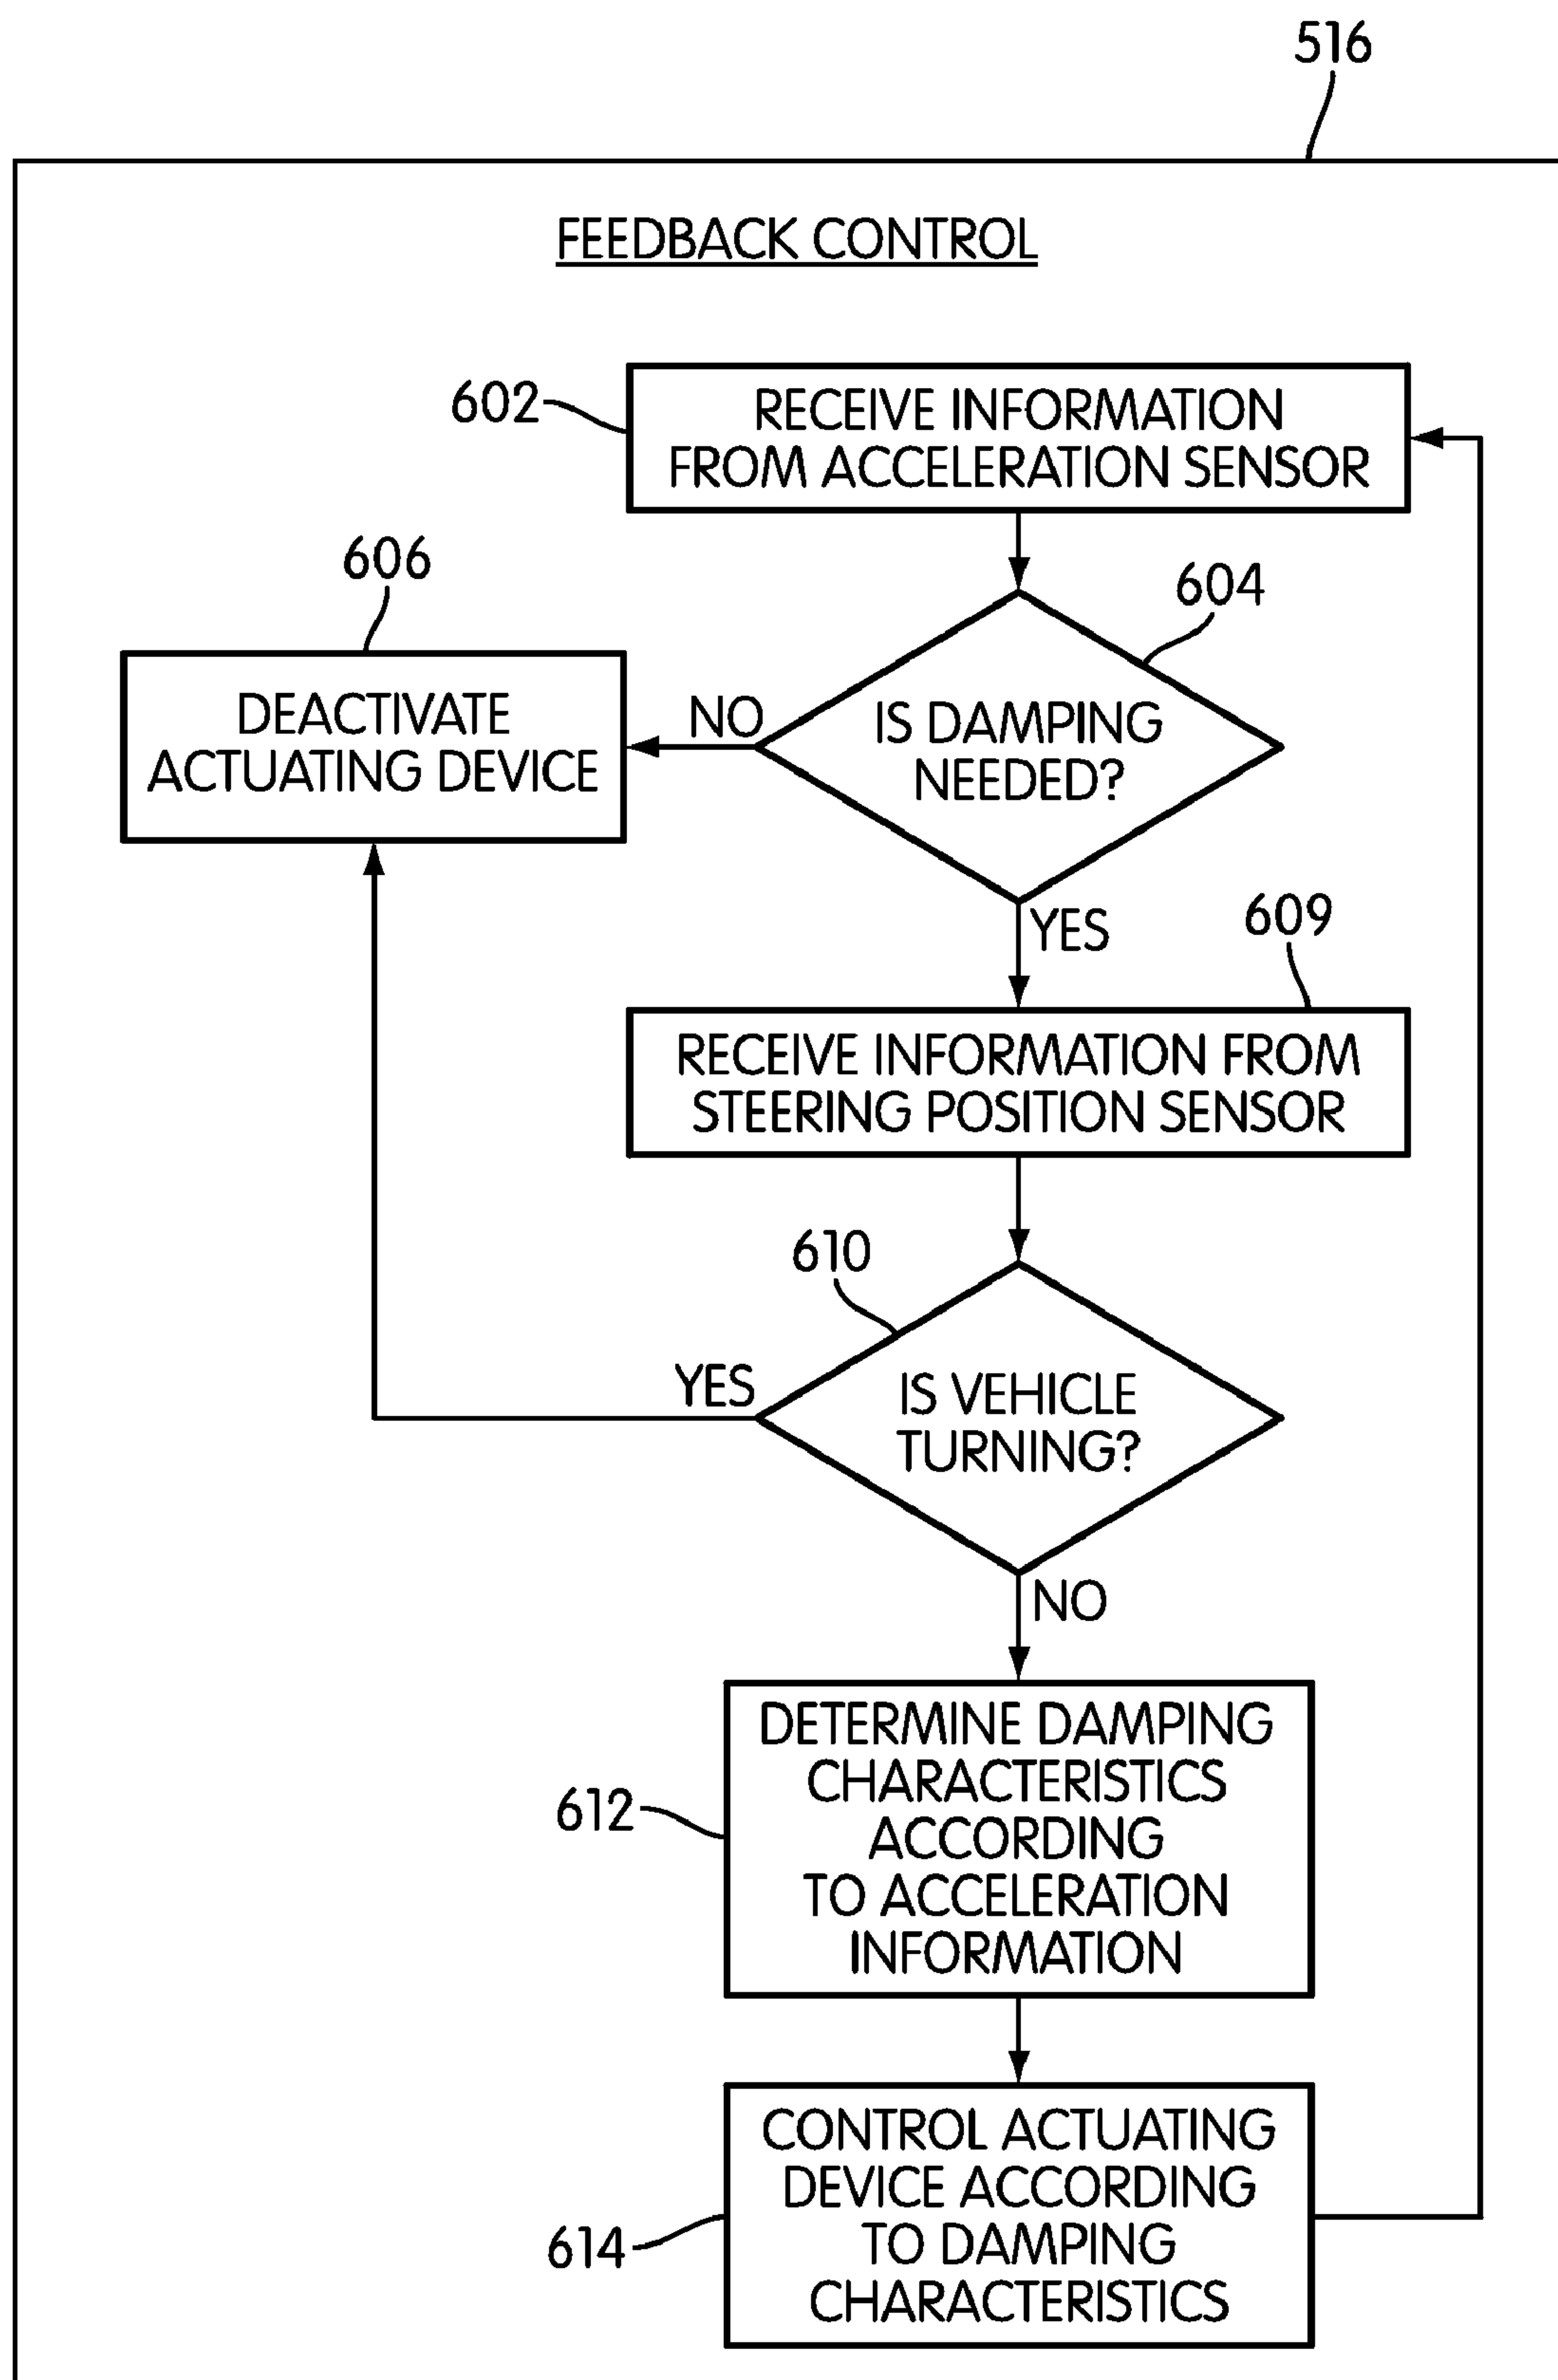 516
FEEDBACK CONTROL
602
RECEIVE INFORMATION
FROM ACCELERATION SENSOR
606
604
DEACTIVATE
ACTUATING DEVICE
NO
IS DAMPING
NEEDED?
YES
609
RECEIVE INFORMATION FROM
STEERING POSITION SENSOR
610
YES
IS VEHICLE
TURNING?
NO
612
DETERMINE DAMPING
CHARACTERISTICS
ACCORDING
TO ACCELERATION
INFORMATION
614
CONTROL ACTUATING
DEVICE ACCORDING
TO DAMPING
CHARACTERISTICS